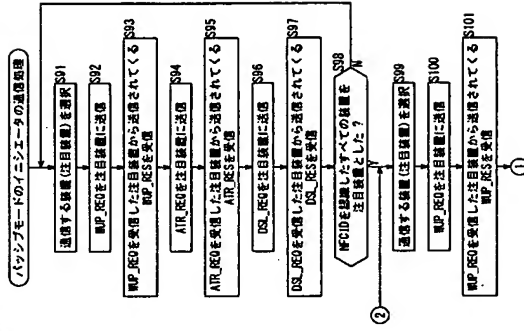 パッシブモードのイニシエータの通信処理
S91
通信する装置(注目装置)を選択
S92
WUP_REQを注目装置に送信
S93
WUP_REQを受信した注目装置から送信されてくる
WUP_RESを受信
S94
ATR_REQを注目装置に送信
S95
ATR_REQを受信した注目装置から送信されてくる
ATR_RESを受信
S96
DSL_REQを注目装置に送信
S97
DSL_REQを受信した注目装置から送信されてくる
DSL_RESを受信
S98
NFCIDを認識したすべての装置を
注目装置とした?
N
Y
②
S99
通信する装置(注目装置)を選択
S100
WUP_REQを注目装置に送信
S101
WUP_REQを受信した注目装置から送信されてくる
WUP_RESを受信
①